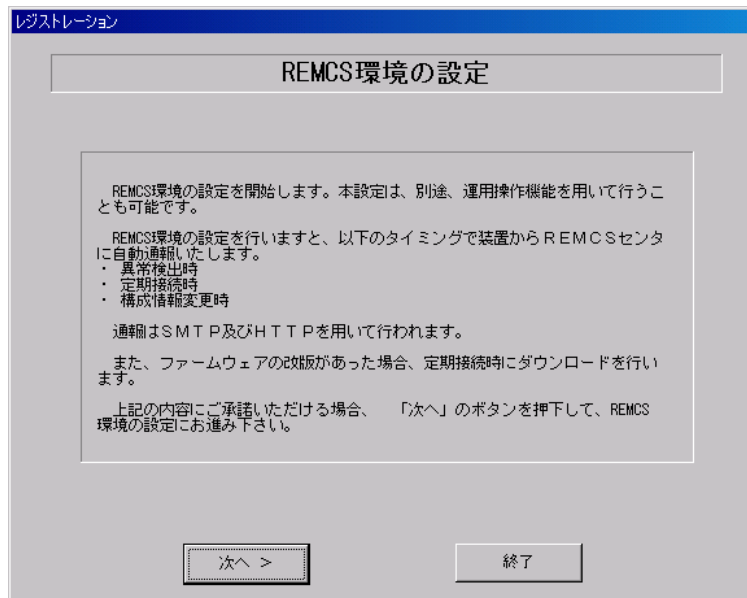 レジストレーション
REMCS環境の設定
REMCS環境の設定を開始します。本設定は、別途、運用操作機能を用いて行うこ
とも可能です。
REMCS環境の設定を行いますと、以下のタイミングで装置からＲＥＭＣＳセンタ
に自動通報いたします。
・ 異常検出時
・ 定期接続時
・ 構成情報変更時
通報はＳＭＴＰ及びＨＴＴＰを用いて行われます。
また、ファームウェアの改版があった場合、定期接続時にダウンロードを行い
ます。
上記の内容にご承諾いただける場合、　「次へ」のボタンを押下して、REMCS
環境の設定にお進み下さい。
次へ >
終了